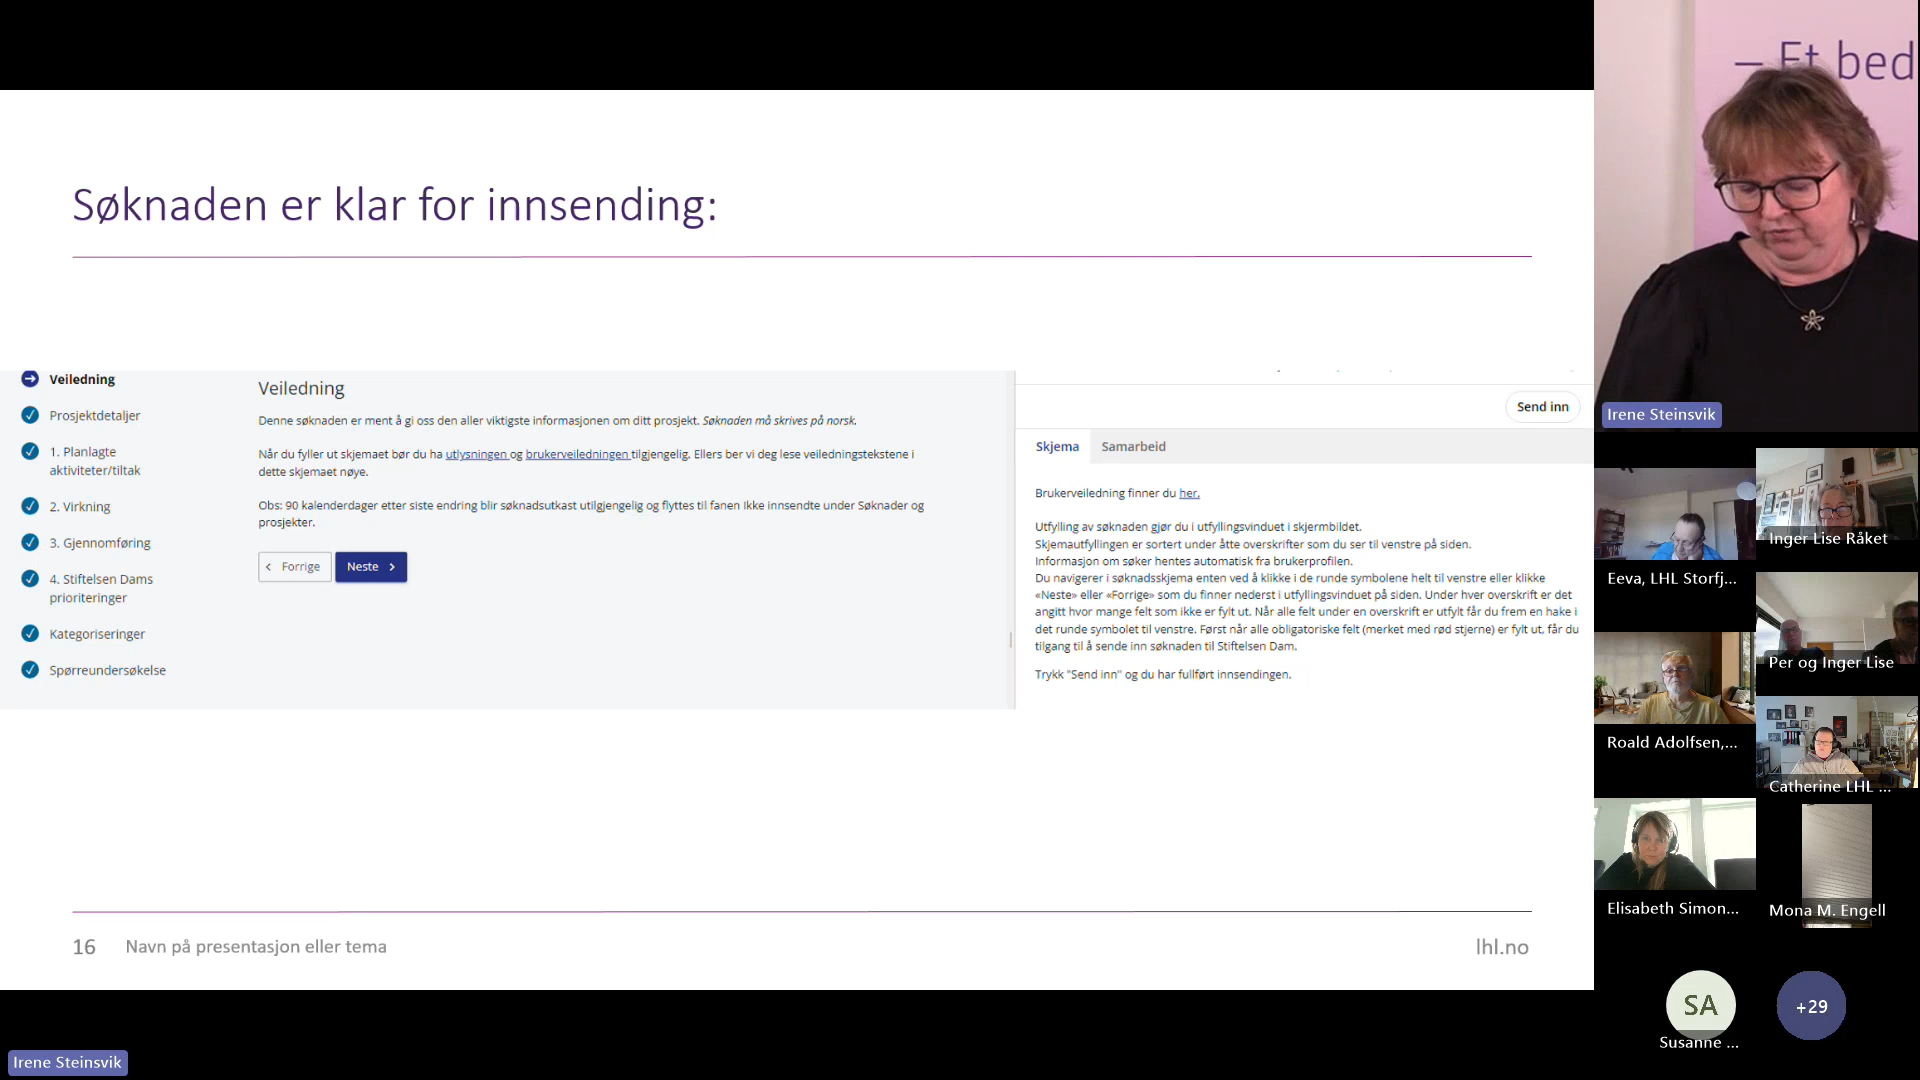 Søknaden er klar for innsending:
Veiledning
Prosjektdetaljer
1. Planlagte
aktiviteter/tiltak
2. Virkning
3. Gjennomføring
4. Stiftelsen Dams
prioriteringer
Kategoriseringer
Spørreundersøkelse
Veiledning
Denne søknaden er ment å gi oss den aller viktigste informasjonen om ditt prosjekt. Søknaden må skrives på norsk.
Når du fyller ut skjemaet bør du ha utlysningen og brukerveiledningen tilgjengelig. Ellers ber vi deg lese veiledningstekstene i
dette skjemaet nøye.
Obs: 90 kalenderdager etter siste endring blir søknadsutkast utilgjengelig og flyttes til fanen Ikke innsendte under Søknader og
prosjekter.
Forrige
Neste
Send inn
Skjema Samarbeid
Brukerveiledning finner du her.
Utfylling av søknaden gjør du i utfyllingsvinduet i skjermbildet.
Skjemautfyllingen er sortert under åtte overskrifter som du ser til venstre på siden.
Informasjon om søker hentes automatisk fra brukerprofilen.
Du navigerer i søknadsskjema enten ved å klikke i de runde symbolene helt til venstre eller klikke
«Neste» eller «Forrige» som du finner nederst i utfyllingsvinduet på siden. Under hver overskrift er det
angitt hvor mange felt som ikke er fylt ut. Når alle felt under en overskrift er utfylt får du frem en hake i
det runde symbolet til venstre. Først når alle obligatoriske felt (merket med rød stjerne) er fylt ut, får du
tilgang til å sende inn søknaden til Stiftelsen Dam.
Trykk "Send inn" og du har fullført innsendingen.
16 Navn på presentasjon eller tema
lhl.no
– Et bed
Irene Steinsvik
Inger Lise Råket
Eeva, LHL Storfj...
Per og Inger Lise
Roald Adolfsen,...
Catherine LHL ...
Elisabeth Simon...
Mona M. Engell
SA
+29
Susanne ...
Irene Steinsvik